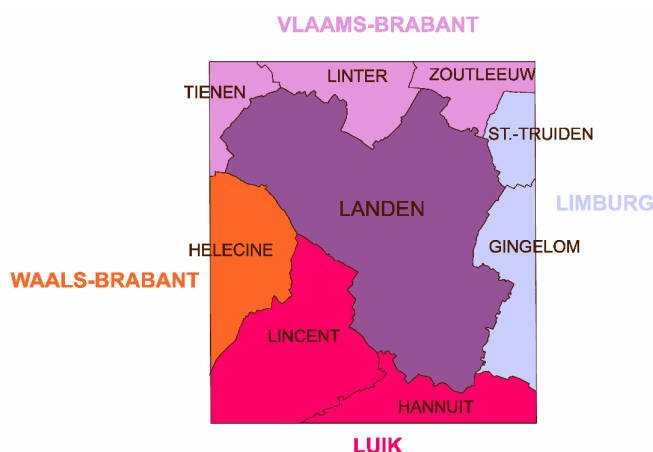 VLAAMS-BRABANT
LINTER
ZOUTLEEUW
TIENEN
ST.-TRUIDEN
LANDEN
LIMBURG
HELECINE
GINGELOM
WAALS-BRABANT
LINCENT
HANNUIT
LUIK